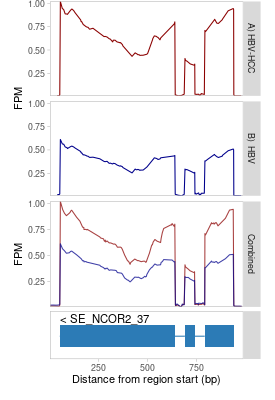 1.00
0.75
0.50
0.25
A) HBV-HCC
FPM
1.00
0.75
0.50
0.25
B) HBV
1.00
0.75
0.50
0.25
Combined
FPM
< SE_NCOR2_37
250
500
750
Distance from region start (bp)